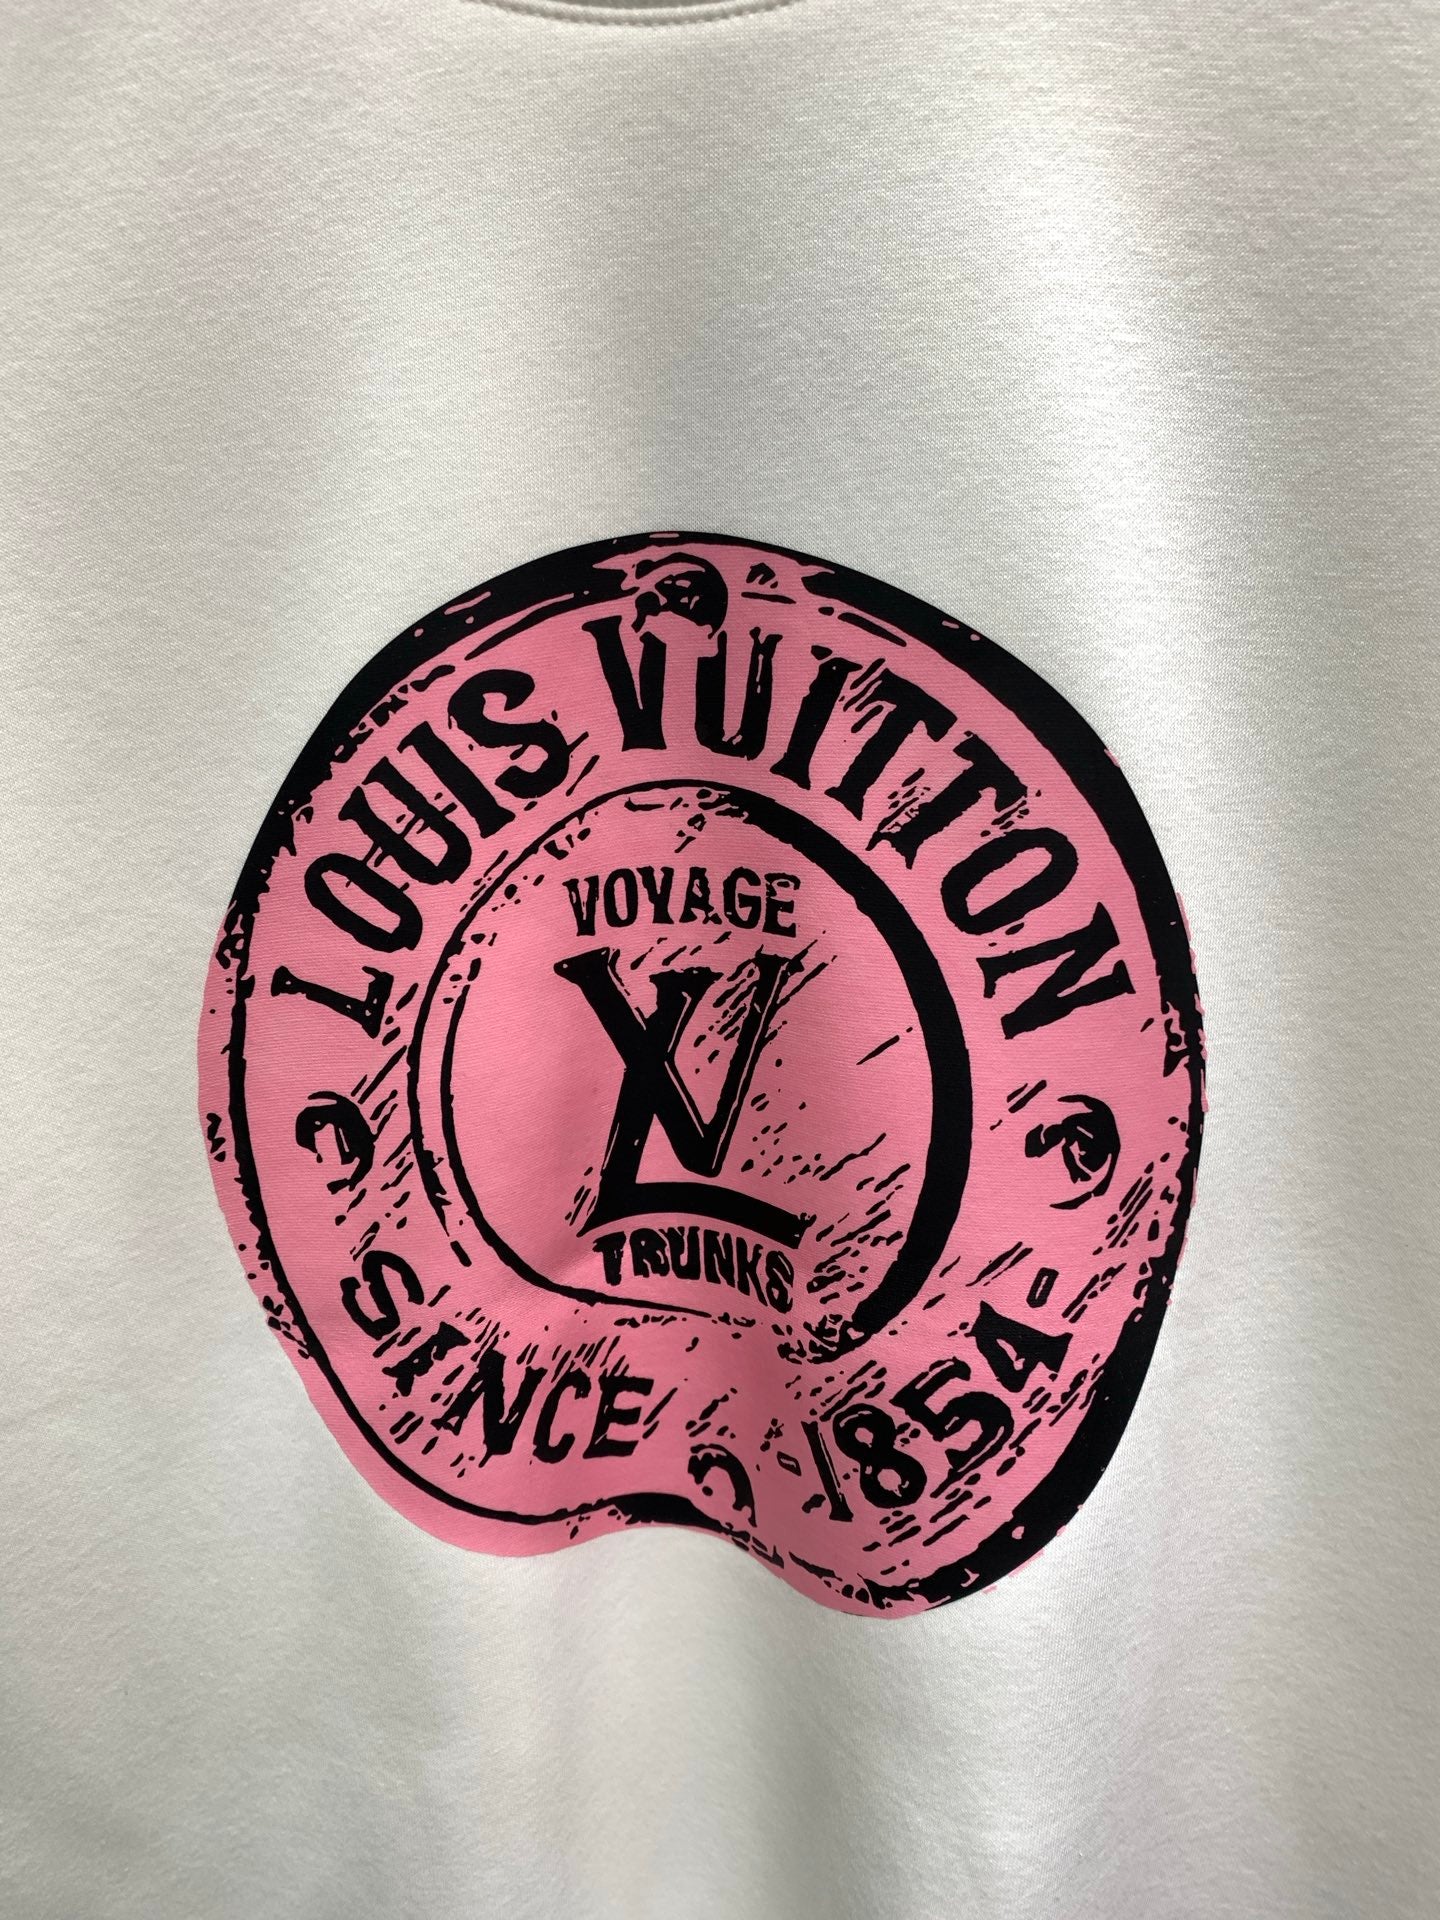 LOUIS VUITTON
VOYAGE
LV
TRUNKS
SINCE -1854-